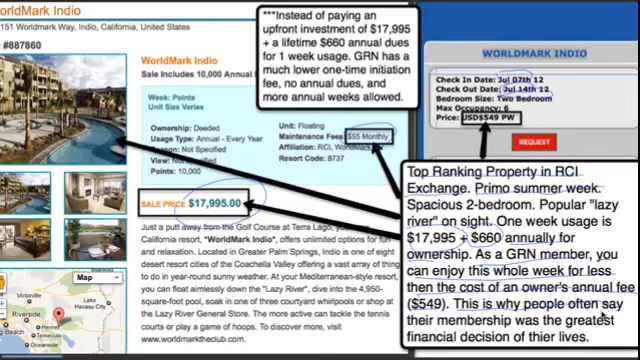 WorldMark Indio
151 Worldmark Way, Indio, California, United States
#887860
WorldMark Indio
Sale Includes 10,000 Annual
Week: Points
Unit Size Varies
Ownership: Deeded
Usage Type: Annual - Every Year
Season: Not Specified
View: Not Specified
Points: 10,000
Unit: Floating
Maintenance Fee: $55 Monthly
Affiliation: RCI, WorldMark
Resort Code: 8737
SALE PRICE $17,995.00
Just a putt away from the Golf Course at Terra Lago,
California resort, "WorldMark Indio", offers unlimited options for fun
and relaxation. Located in Greater Palm Springs, Indio is one of eight
desert resort cities of the Coachella Valley offering a vast array of things
to do in year-round sunny weather. At your Mediterranean-style resort,
you can float aimlessly down the "Lazy River", dive into the 4,950-
square-foot pool, soak in one of three courtyard whirlpools or shop at
the Lazy River General Store. The more active can tackle the tennis
courts or play a game of hoops. To discover more, visit
www.worldmarktheclub.com.
***Instead of paying an
upfront investment of $17,995
+ a lifetime $660 annual dues
for 1 week usage. GRN has a
much lower one-time initiation
fee, no annual dues, and
more annual weeks allowed.
WORLDMARK INDIO
Check In Date: Jul 07th 12
Check Out Date: Jul 14th 12
Bedroom Size: Two Bedroom
Max Occupancy: 6
Price: USD$549 PW
REQUEST
Top Ranking Property in RCI
Exchange. Primo summer week.
Spacious 2-bedroom. Popular "lazy
river" on sight. One week usage is
$17,995 + $660 annually for
ownership. As a GRN member, you
can enjoy this whole week for less
then the cost of an owner's annual fee
($549). This is why people often say
their membership was the greatest
financial decision of thier lives.
Map
Victorville
Lake
Havasu City
Riverside
Hemet
Temecula
Oceanside